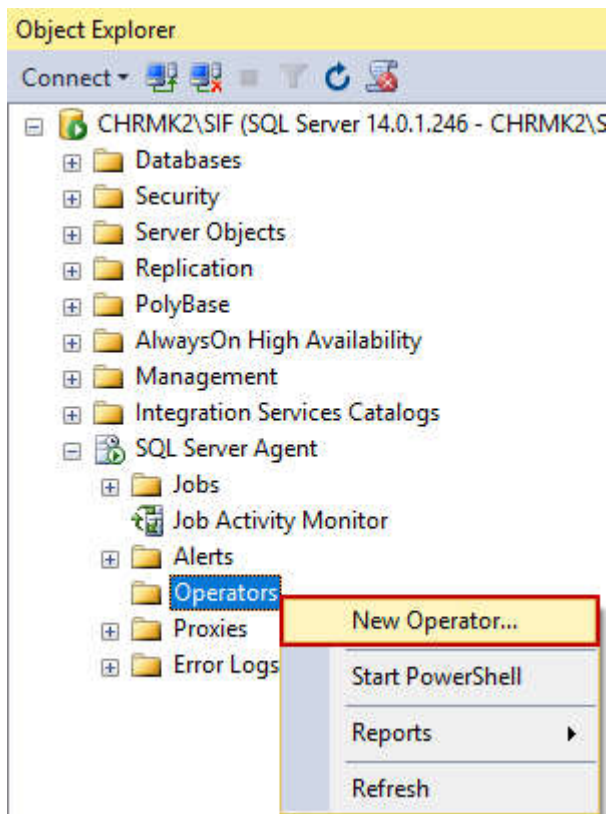 Object Explorer
Connect
CHRMK2\SIF (SQL Server 14.0.1.246 - CHRMK2\S
Databases
Security
Server Objects
Replication
PolyBase
AlwaysOn High Availability
Management
Integration Services Catalogs
SQL Server Agent
Jobs
Job Activity Monitor
Alerts
Operators
New Operator...
Proxies
Error Logs
Start PowerShell
Reports
Refresh